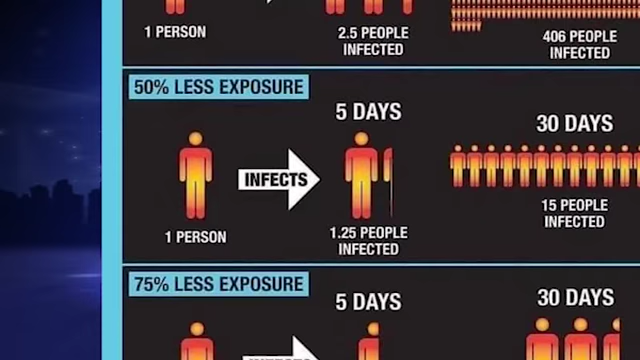 1 PERSON
2.5 PEOPLE
INFECTED
406 PEOPLE
INFECTED
50% LESS EXPOSURE
5 DAYS
30 DAYS
INFECTS
1 PERSON
1.25 PEOPLE
INFECTED
15 PEOPLE
INFECTED
75% LESS EXPOSURE
5 DAYS
30 DAYS